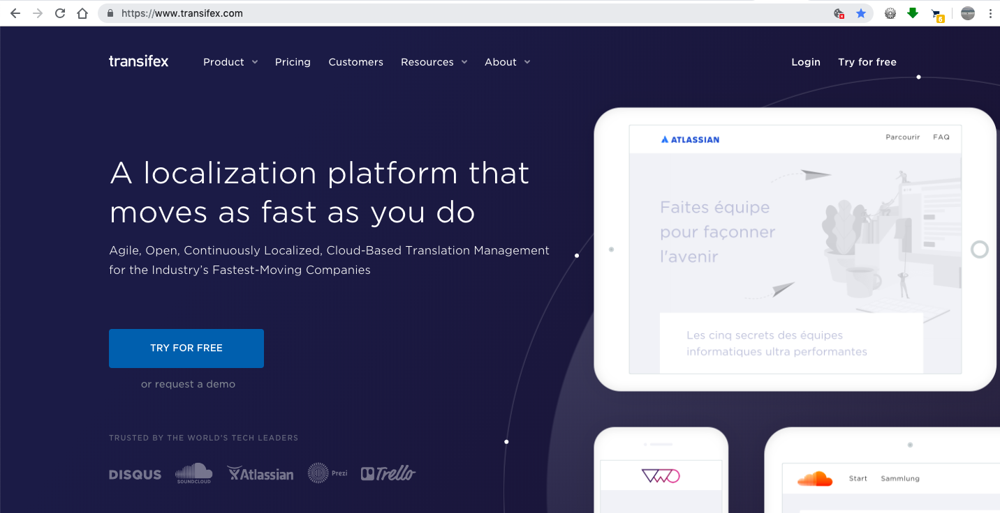 https://www.transifex.com
6
transifex
Product
Pricing
Customers
Resources
About
Login
Try for free
A localization platform that
moves as fast as you do
Agile, Open, Continuously Localized, Cloud-Based Translation Management
for the Industry's Fastest-Moving Companies
TRY FOR FREE
or request a demo
TRUSTED BY THE WORLD'S TECH LEADERS
DISQUS
SOUNDCLOUD
Atlassian
Prezi
Trello
ATLASSIAN
Parcourir
FAQ
Faites équipe
pour façonner
l'avenir
Les cinq secrets des équipes
informatiques ultra performantes
VWO
Start
Sammlung